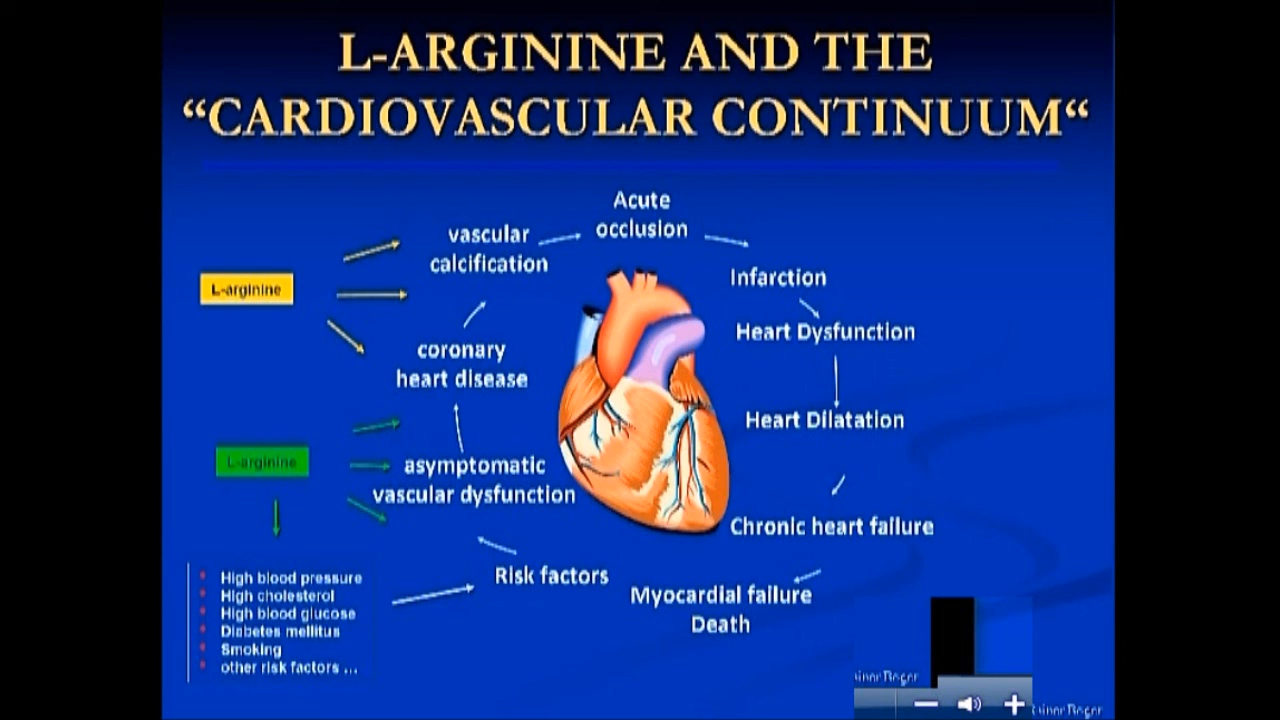 L-ARGININE AND THE
“CARDIOVASCULAR CONTINUUM“
Acute
occlusion
vascular
calcification
L-arginine
Infarction
Heart Dysfunction
coronary
heart disease
Heart Dilatation
L-arginine
asymptomatic
vascular dysfunction
Chronic heart failure
Risk factors
Myocardial failure
Death
High blood pressure
High cholesterol
High blood glucose
Diabetes mellitus
Smoking
other risk factors ...